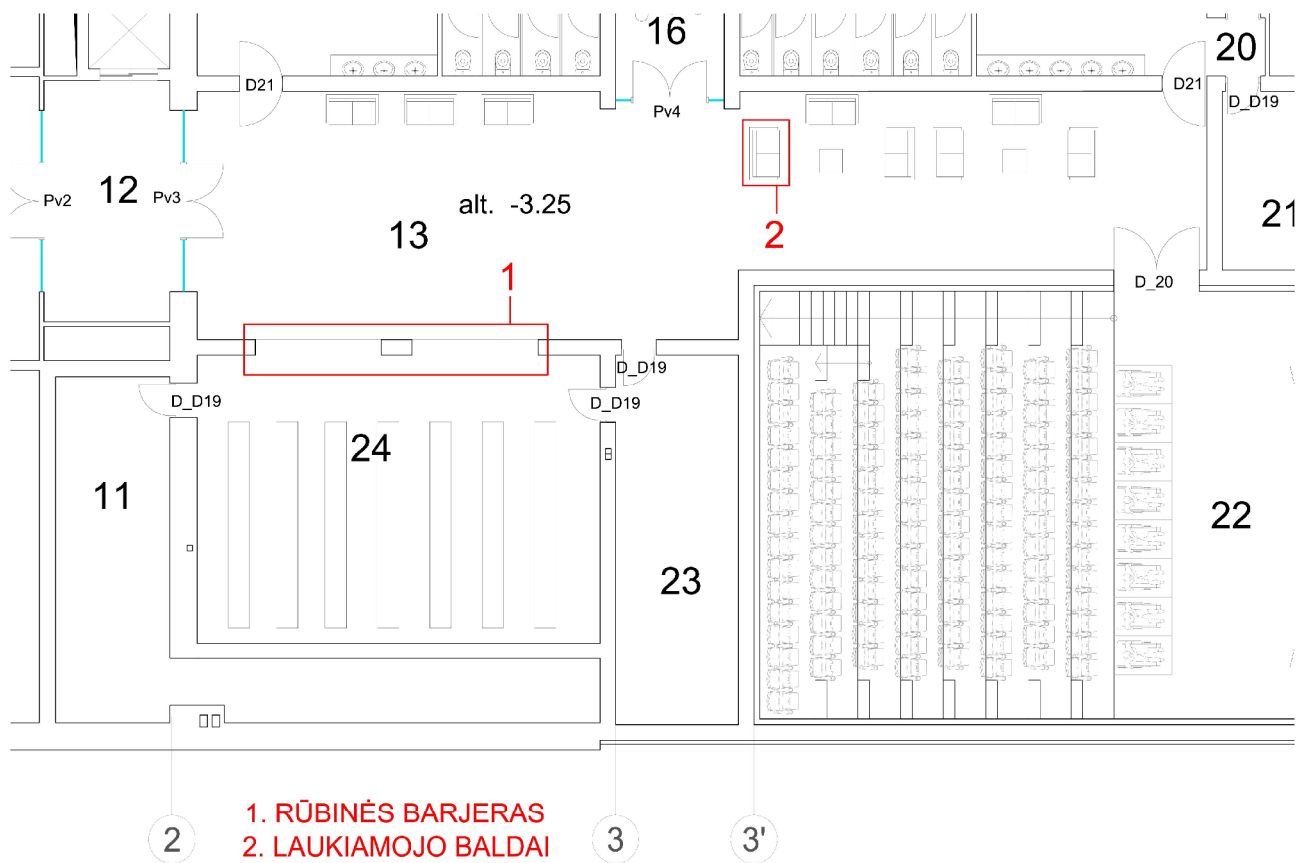 16
20
D21
Pv4
D21
D_D19
12
Pv2
Pv3
alt. -3.25
13
2
21
1
D_20
D_D19
D_D19
D_D19
24
11
22
23
1. RŪBINĖS BARJERAS
2
3
3'
2. LAUKIAMOJO BALDAI